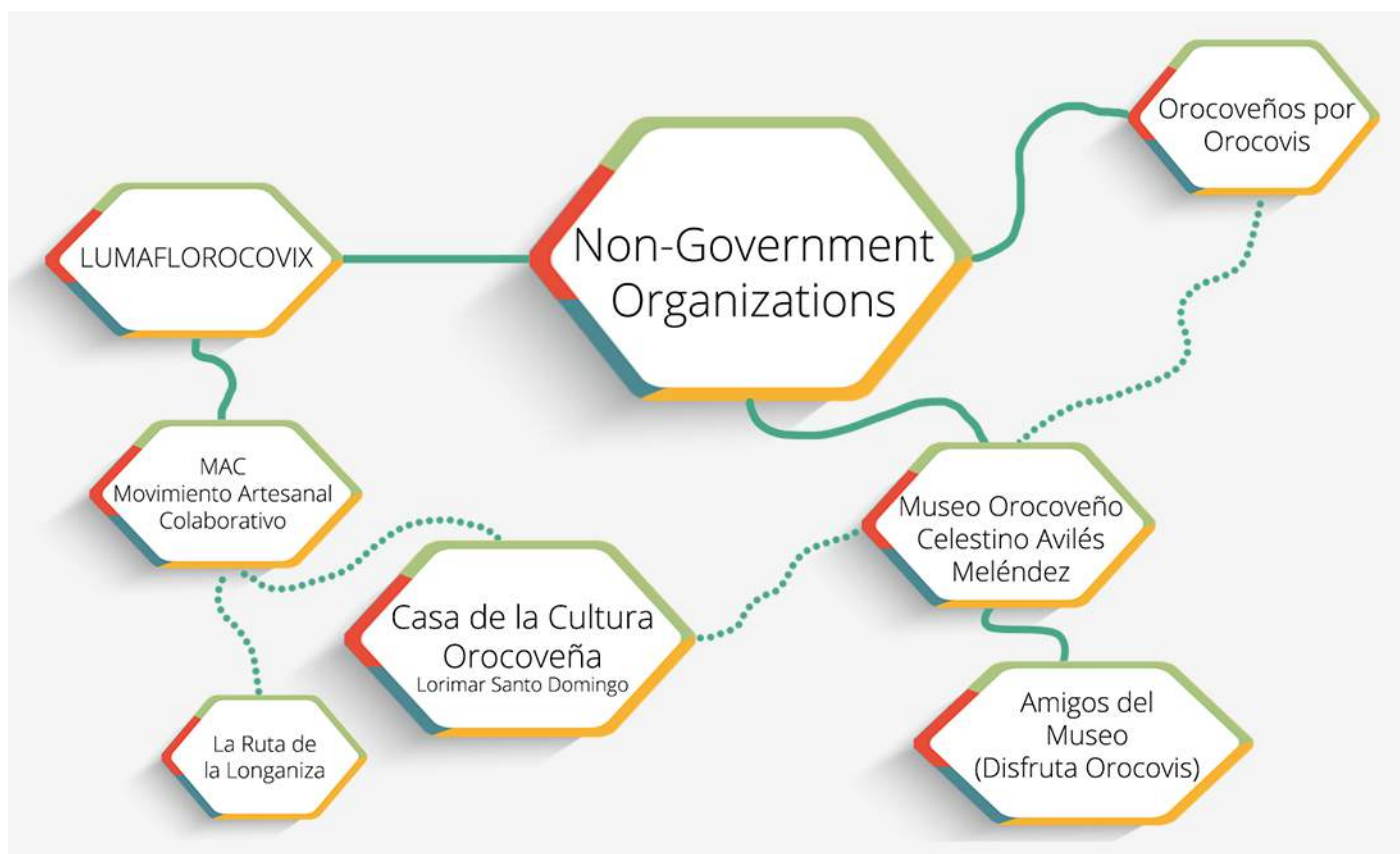 Orocoveños por
Orocovis
Non-Government
Organizations
LUMAFLOROCOVIX
MAC
Movimiento Artesanal
Colaborativo
Museo Orocoveño
Celestino Avilés
Meléndez
Casa de la Cultura
Orocoveña
Lorimar Santo Domingo
Amigos del
Museo
(Disfruta Orocovis)
La Ruta de
la Longaniza